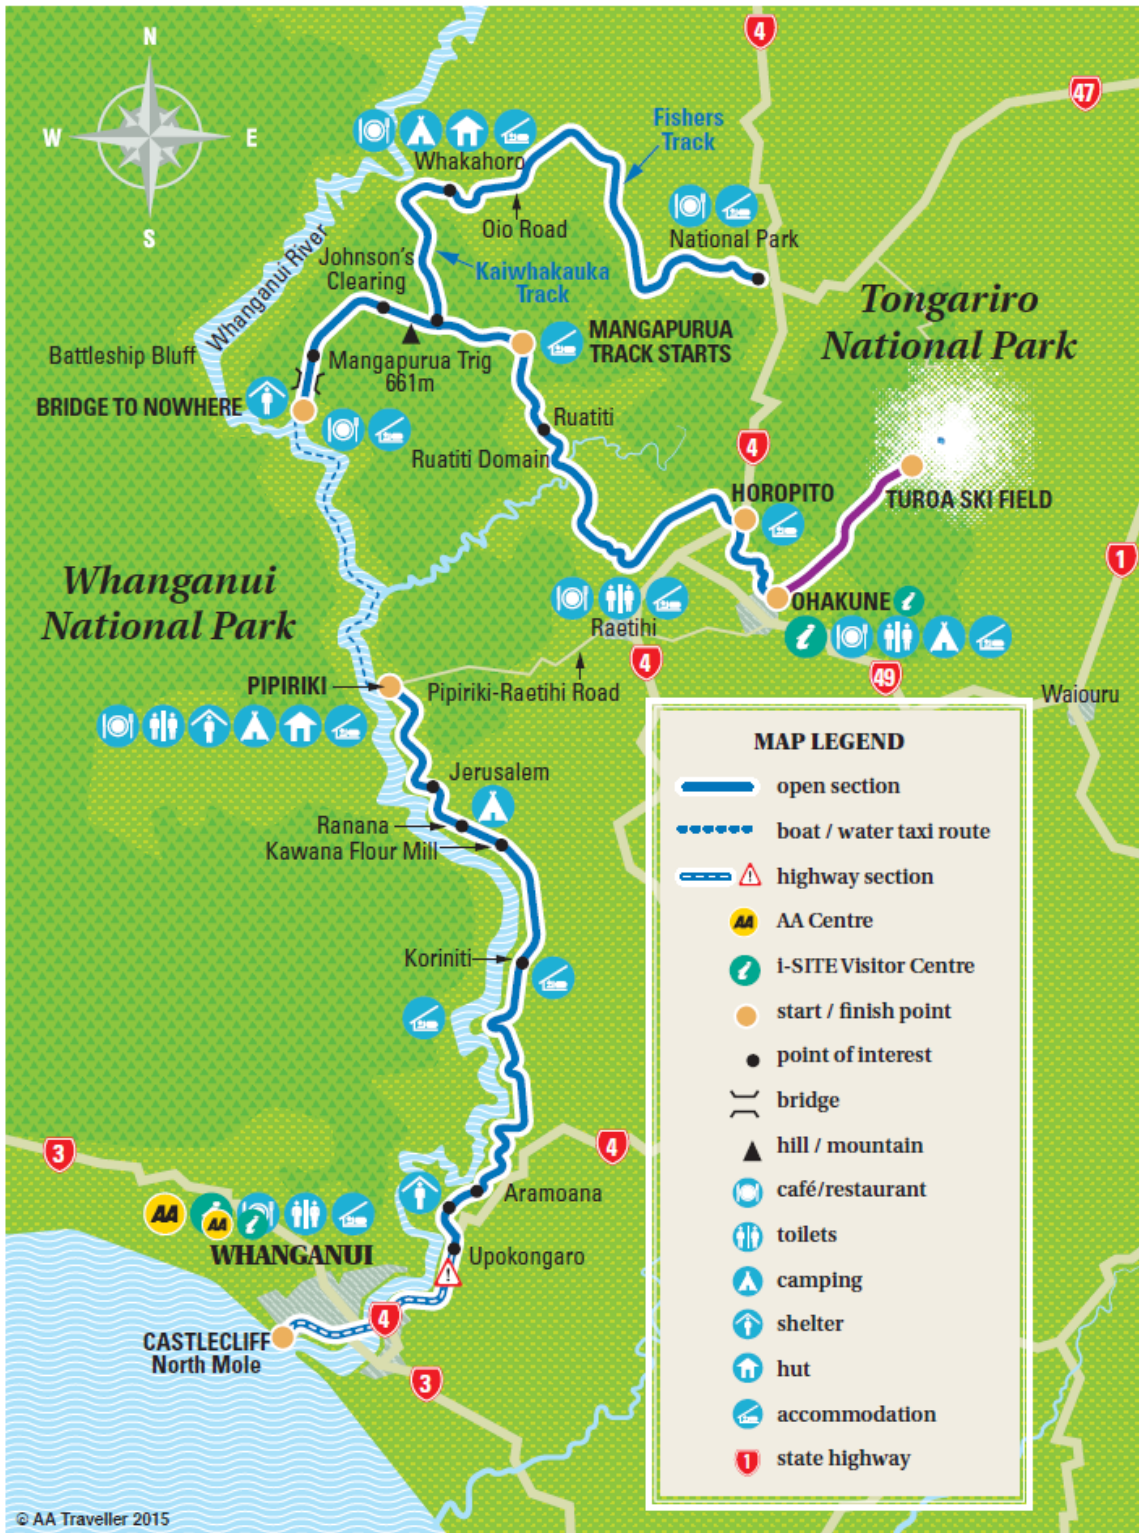 N
4
47
W
E
S
Fishers
Track
Whakahoro
Oio Road
National Park
Whanganui River
Johnson's
Clearing
Kaiwhakauka
Track
Tongariro
National Park
MANGAPURUA
TRACK STARTS
Battleship Bluff
Mangapurua Trig
661m
BRIDGE TO NOWHERE
Ruatiti
Ruatiti Domain
4
HOROPITO
TUROA SKI FIELD
1
Whanganui
National Park
OHAKUNE
Raetihi
4
49
PIPIRIKI
Pipiriki-Raetihi Road
Waiouru
Jerusalem
Ranana
Kawana Flour Mill
Koriniti
3
4
Aramoana
AA
AA
WHANGANUI
Upokongaro
4
CASTLECLIFF
North Mole
3
MAP LEGEND
open section
boat / water taxi route
highway section
AA
AA Centre
i-SITE Visitor Centre
start / finish point
point of interest
bridge
hill / mountain
café/restaurant
toilets
camping
shelter
hut
accommodation
1
state highway
© AA Traveller 2015